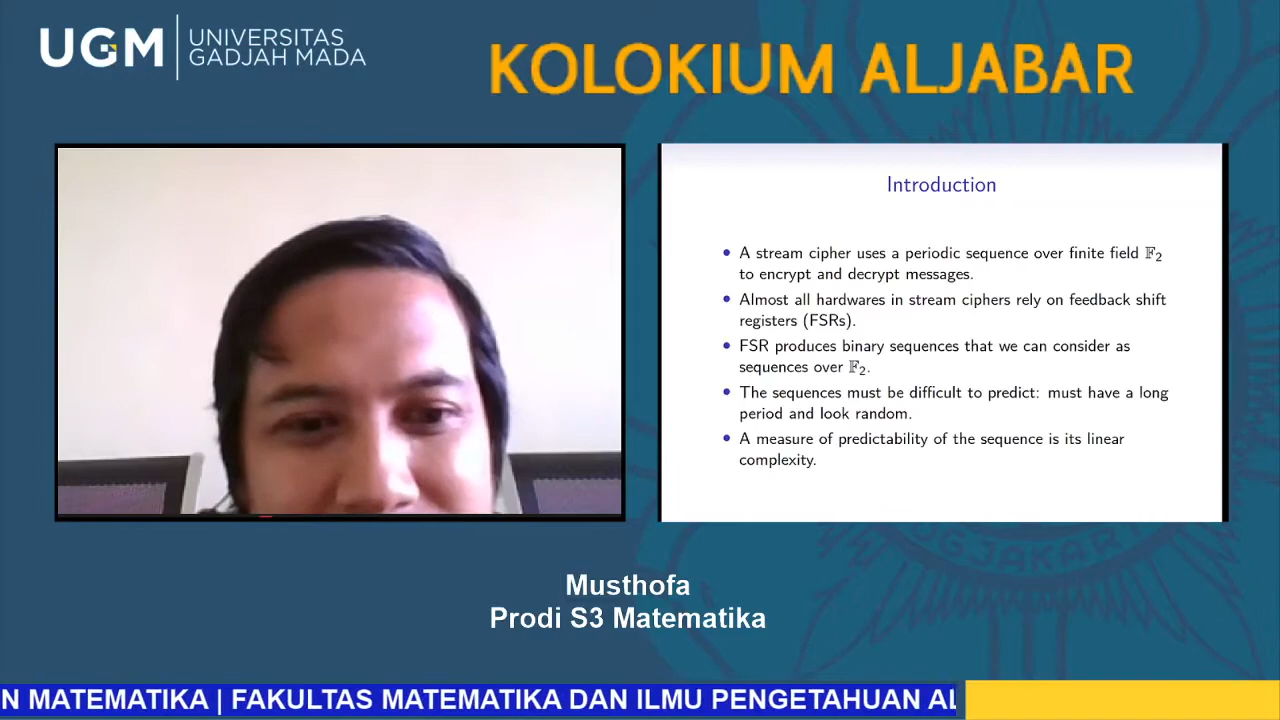 UGM
UNIVERSITAS
GADJAH MADA
KOLOKIUM ALJABAR
Introduction
• A stream cipher uses a periodic sequence over finite field 𝔽₂
to encrypt and decrypt messages.
• Almost all hardwares in stream ciphers rely on feedback shift
registers (FSRs).
• FSR produces binary sequences that we can consider as
sequences over 𝔽₂.
• The sequences must be difficult to predict: must have a long
period and look random.
• A measure of predictability of the sequence is its linear
complexity.
Musthofa
Prodi S3 Matematika
N MATEMATIKA | FAKULTAS MATEMATIKA DAN ILMU PENGETAHUAN AL